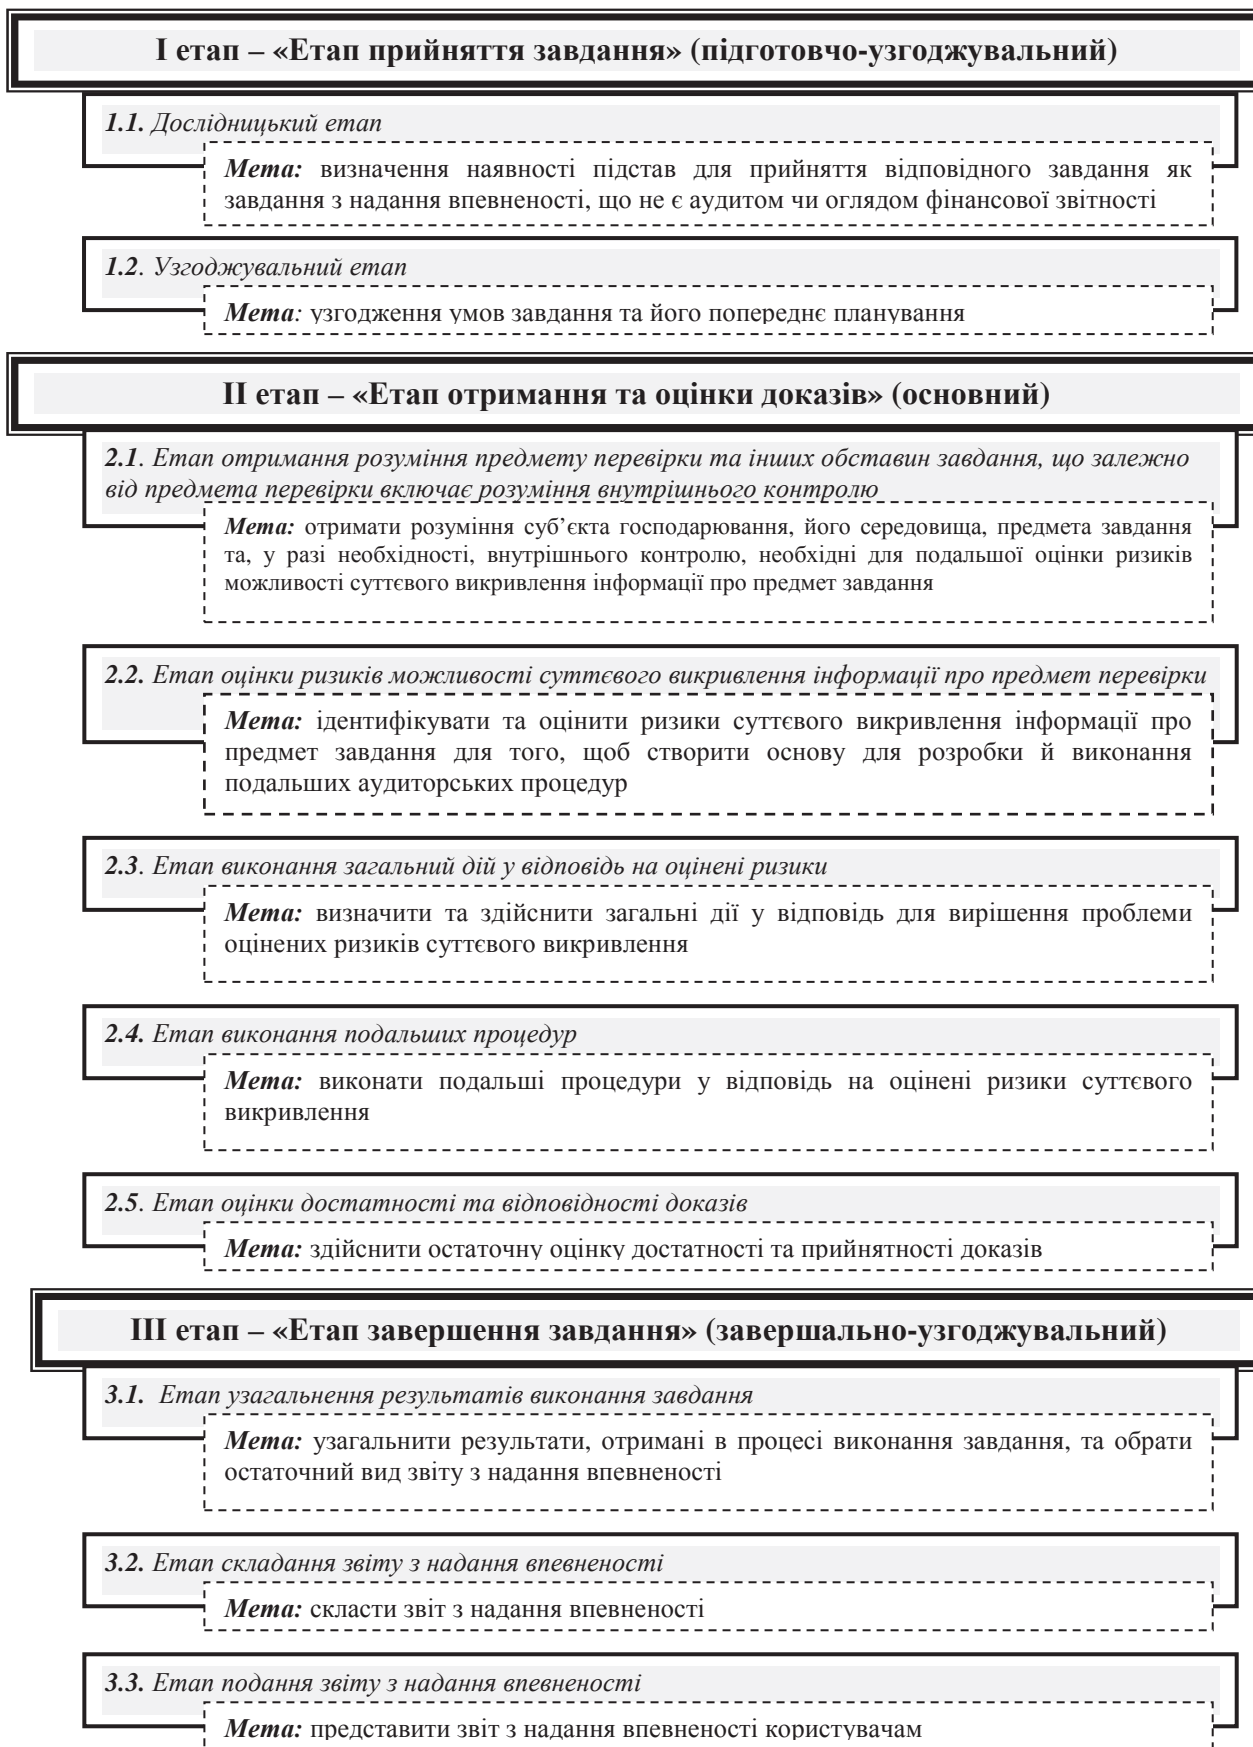 І етап – «Етап прийняття завдання» (підготовчо-узгоджувальний)
1.1. Дослідницький етап
Мета: визначення наявності підстав для прийняття відповідного завдання як
завдання з надання впевненості, що не є аудитом чи оглядом фінансової звітності
1.2. Узгоджувальний етап
Мета: узгодження умов завдання та його попереднє планування
ІІ етап – «Етап отримання та оцінки доказів» (основний)
2.1. Етап отримання розуміння предмету перевірки та інших обставин завдання, що залежно
від предмета перевірки включає розуміння внутрішнього контролю
Мета: отримати розуміння суб’єкта господарювання, його середовища, предмета завдання
та, у разі необхідності, внутрішнього контролю, необхідні для подальшої оцінки ризиків
можливості суттєвого викривлення інформації про предмет завдання
2.2. Етап оцінки ризиків можливості суттєвого викривлення інформації про предмет перевірки
Мета: ідентифікувати та оцінити ризики суттєвого викривлення інформації про
предмет завдання для того, щоб створити основу для розробки й виконання
подальших аудиторських процедур
2.3. Етап виконання загальний дій у відповідь на оцінені ризики
Мета: визначити та здійснити загальні дії у відповідь для вирішення проблеми
оцінених ризиків суттєвого викривлення
2.4. Етап виконання подальших процедур
Мета: виконати подальші процедури у відповідь на оцінені ризики суттєвого
викривлення
2.5. Етап оцінки достатності та відповідності доказів
Мета: здійснити остаточну оцінку достатності та прийнятності доказів
ІІІ етап – «Етап завершення завдання» (завершально-узгоджувальний)
3.1. Етап узагальнення результатів виконання завдання
Мета: узагальнити результати, отримані в процесі виконання завдання, та обрати
остаточний вид звіту з надання впевненості
3.2. Етап складання звіту з надання впевненості
Мета: скласти звіт з надання впевненості
3.3. Етап подання звіту з надання впевненості
Мета: представити звіт з надання впевненості користувачам